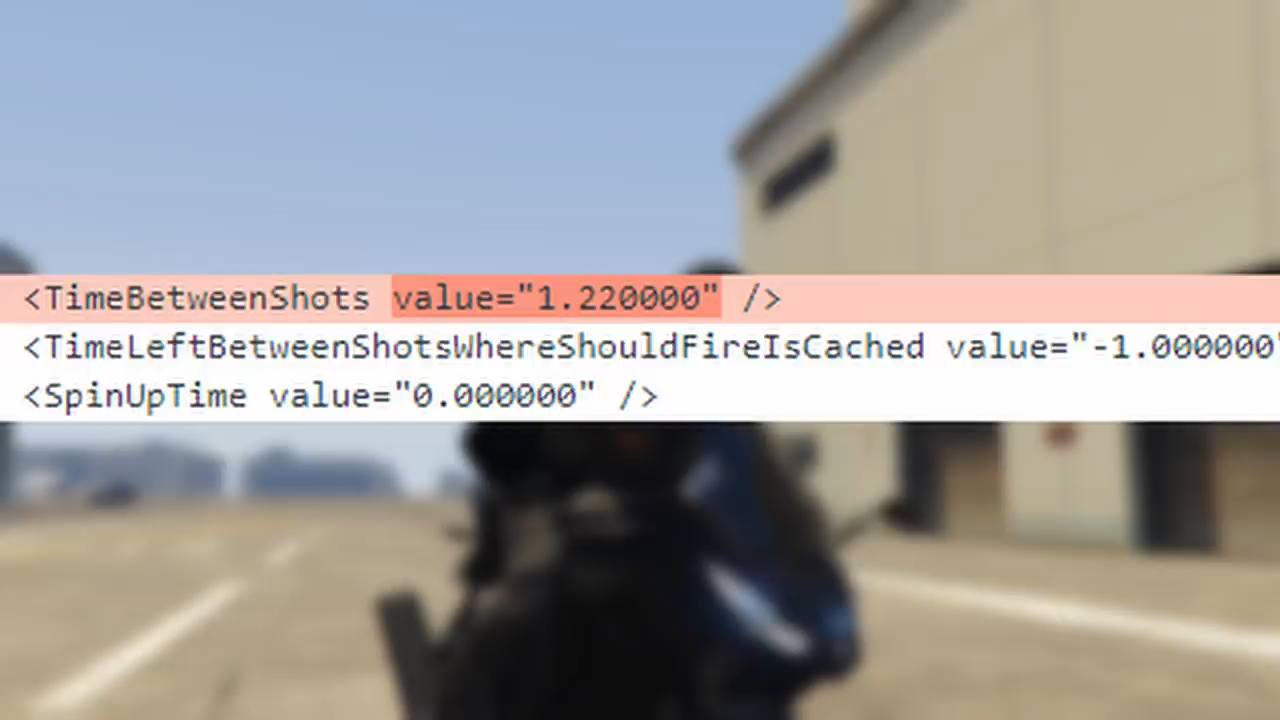 <TimeBetweenShots value="1.220000" />
<TimeLeftBetweenShotsWhereShouldFireIsCached value="-1.000000"
<SpinUpTime value="0.000000" />